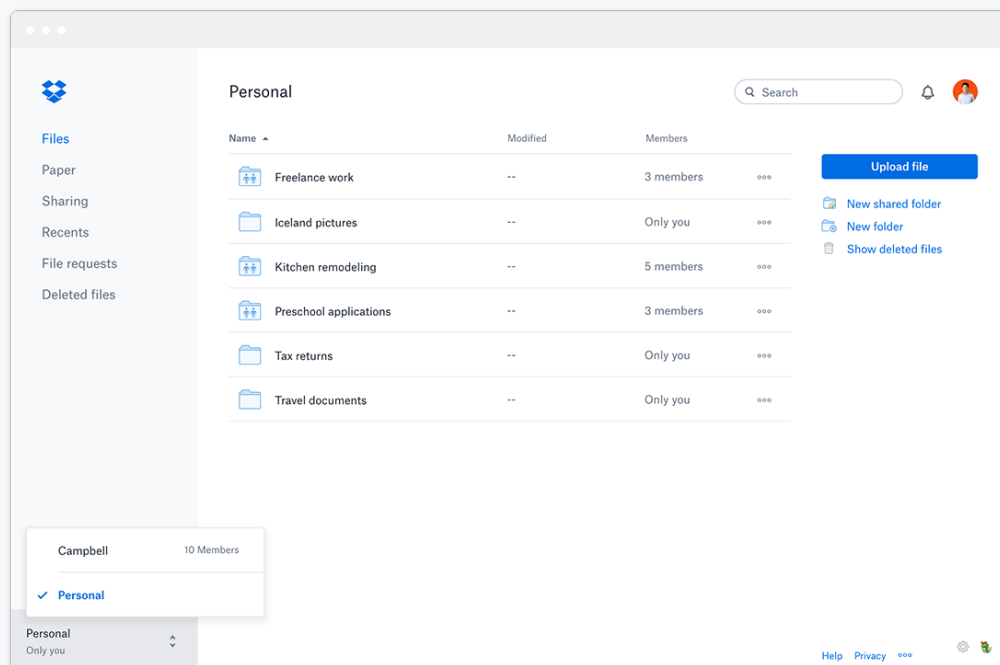 Personal
Search
Files
Paper
Sharing
Recents
File requests
Deleted files
Name Modified Members
Freelance work -- 3 members
Iceland pictures -- Only you
Kitchen remodeling -- 5 members
Preschool applications -- 3 members
Tax returns -- Only you
Travel documents -- Only you
Upload file
New shared folder
New folder
Show deleted files
Campbell 10 Members
Personal
Personal
Only you
Help Privacy